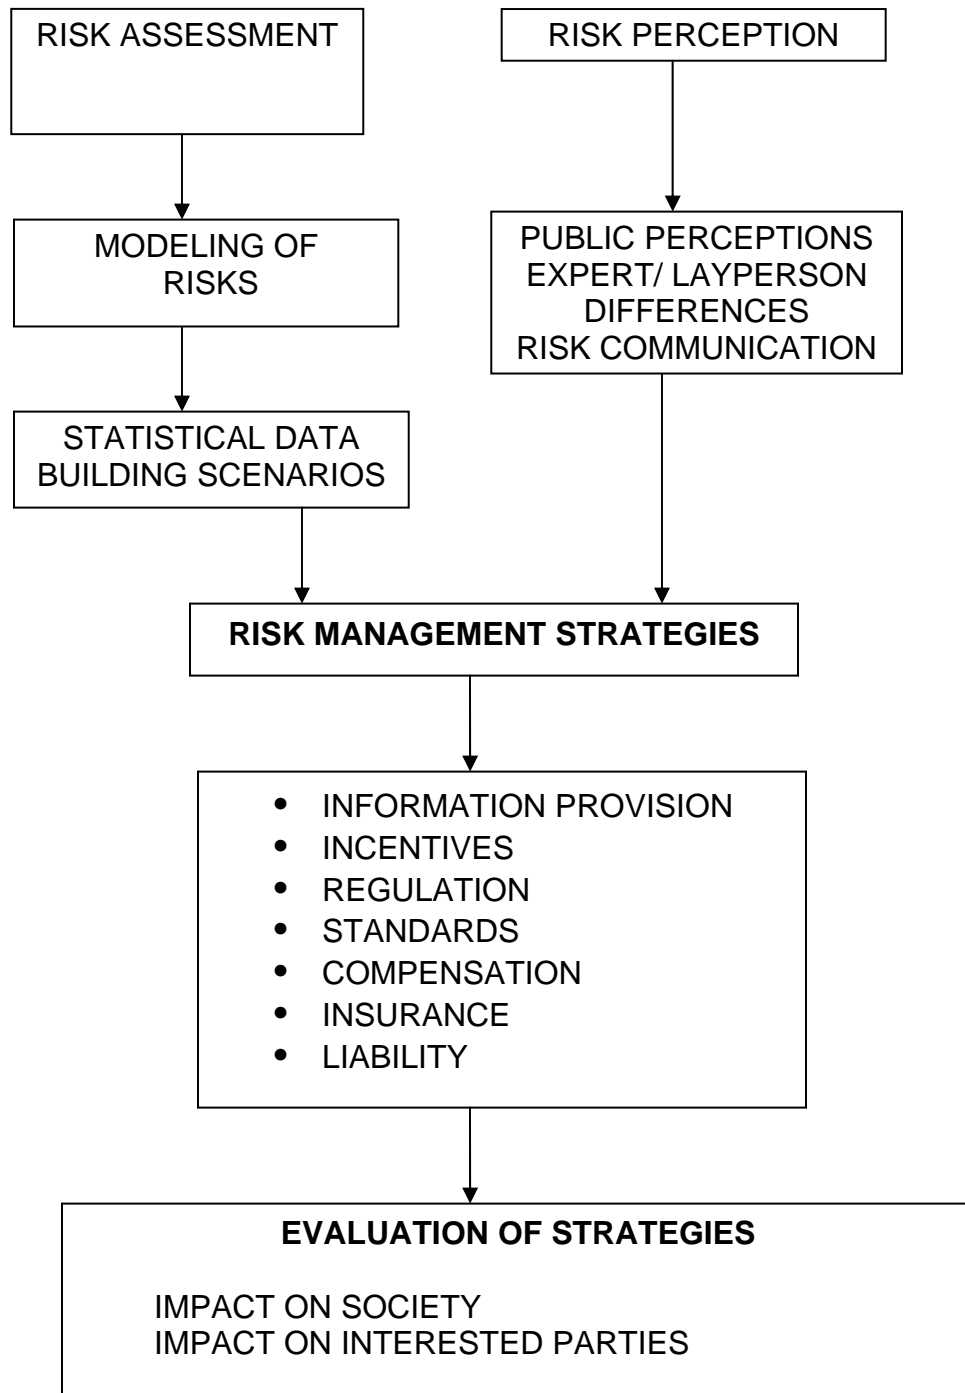 RISK ASSESSMENT
RISK PERCEPTION
MODELING OF
RISKS
PUBLIC PERCEPTIONS
EXPERT/ LAYPERSON
DIFFERENCES
RISK COMMUNICATION
STATISTICAL DATA
BUILDING SCENARIOS
RISK MANAGEMENT STRATEGIES
• INFORMATION PROVISION
• INCENTIVES
• REGULATION
• STANDARDS
• COMPENSATION
• INSURANCE
• LIABILITY
EVALUATION OF STRATEGIES
IMPACT ON SOCIETY
IMPACT ON INTERESTED PARTIES